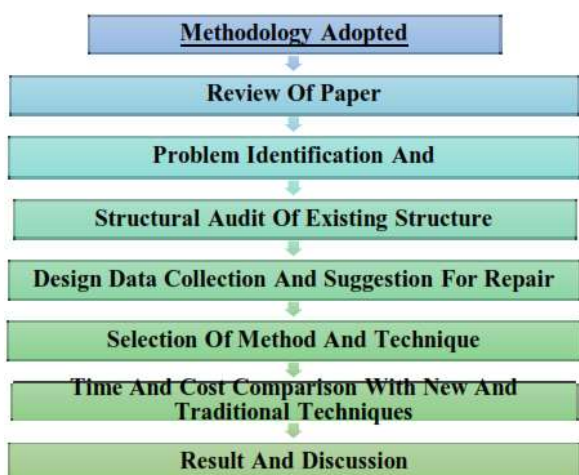 Methodology Adopted
Review Of Paper
Problem Identification And
Structural Audit Of Existing Structure
Design Data Collection And Suggestion For Repair
Selection Of Method And Technique
Time And Cost Comparison With New And
Traditional Techniques
Result And Discussion